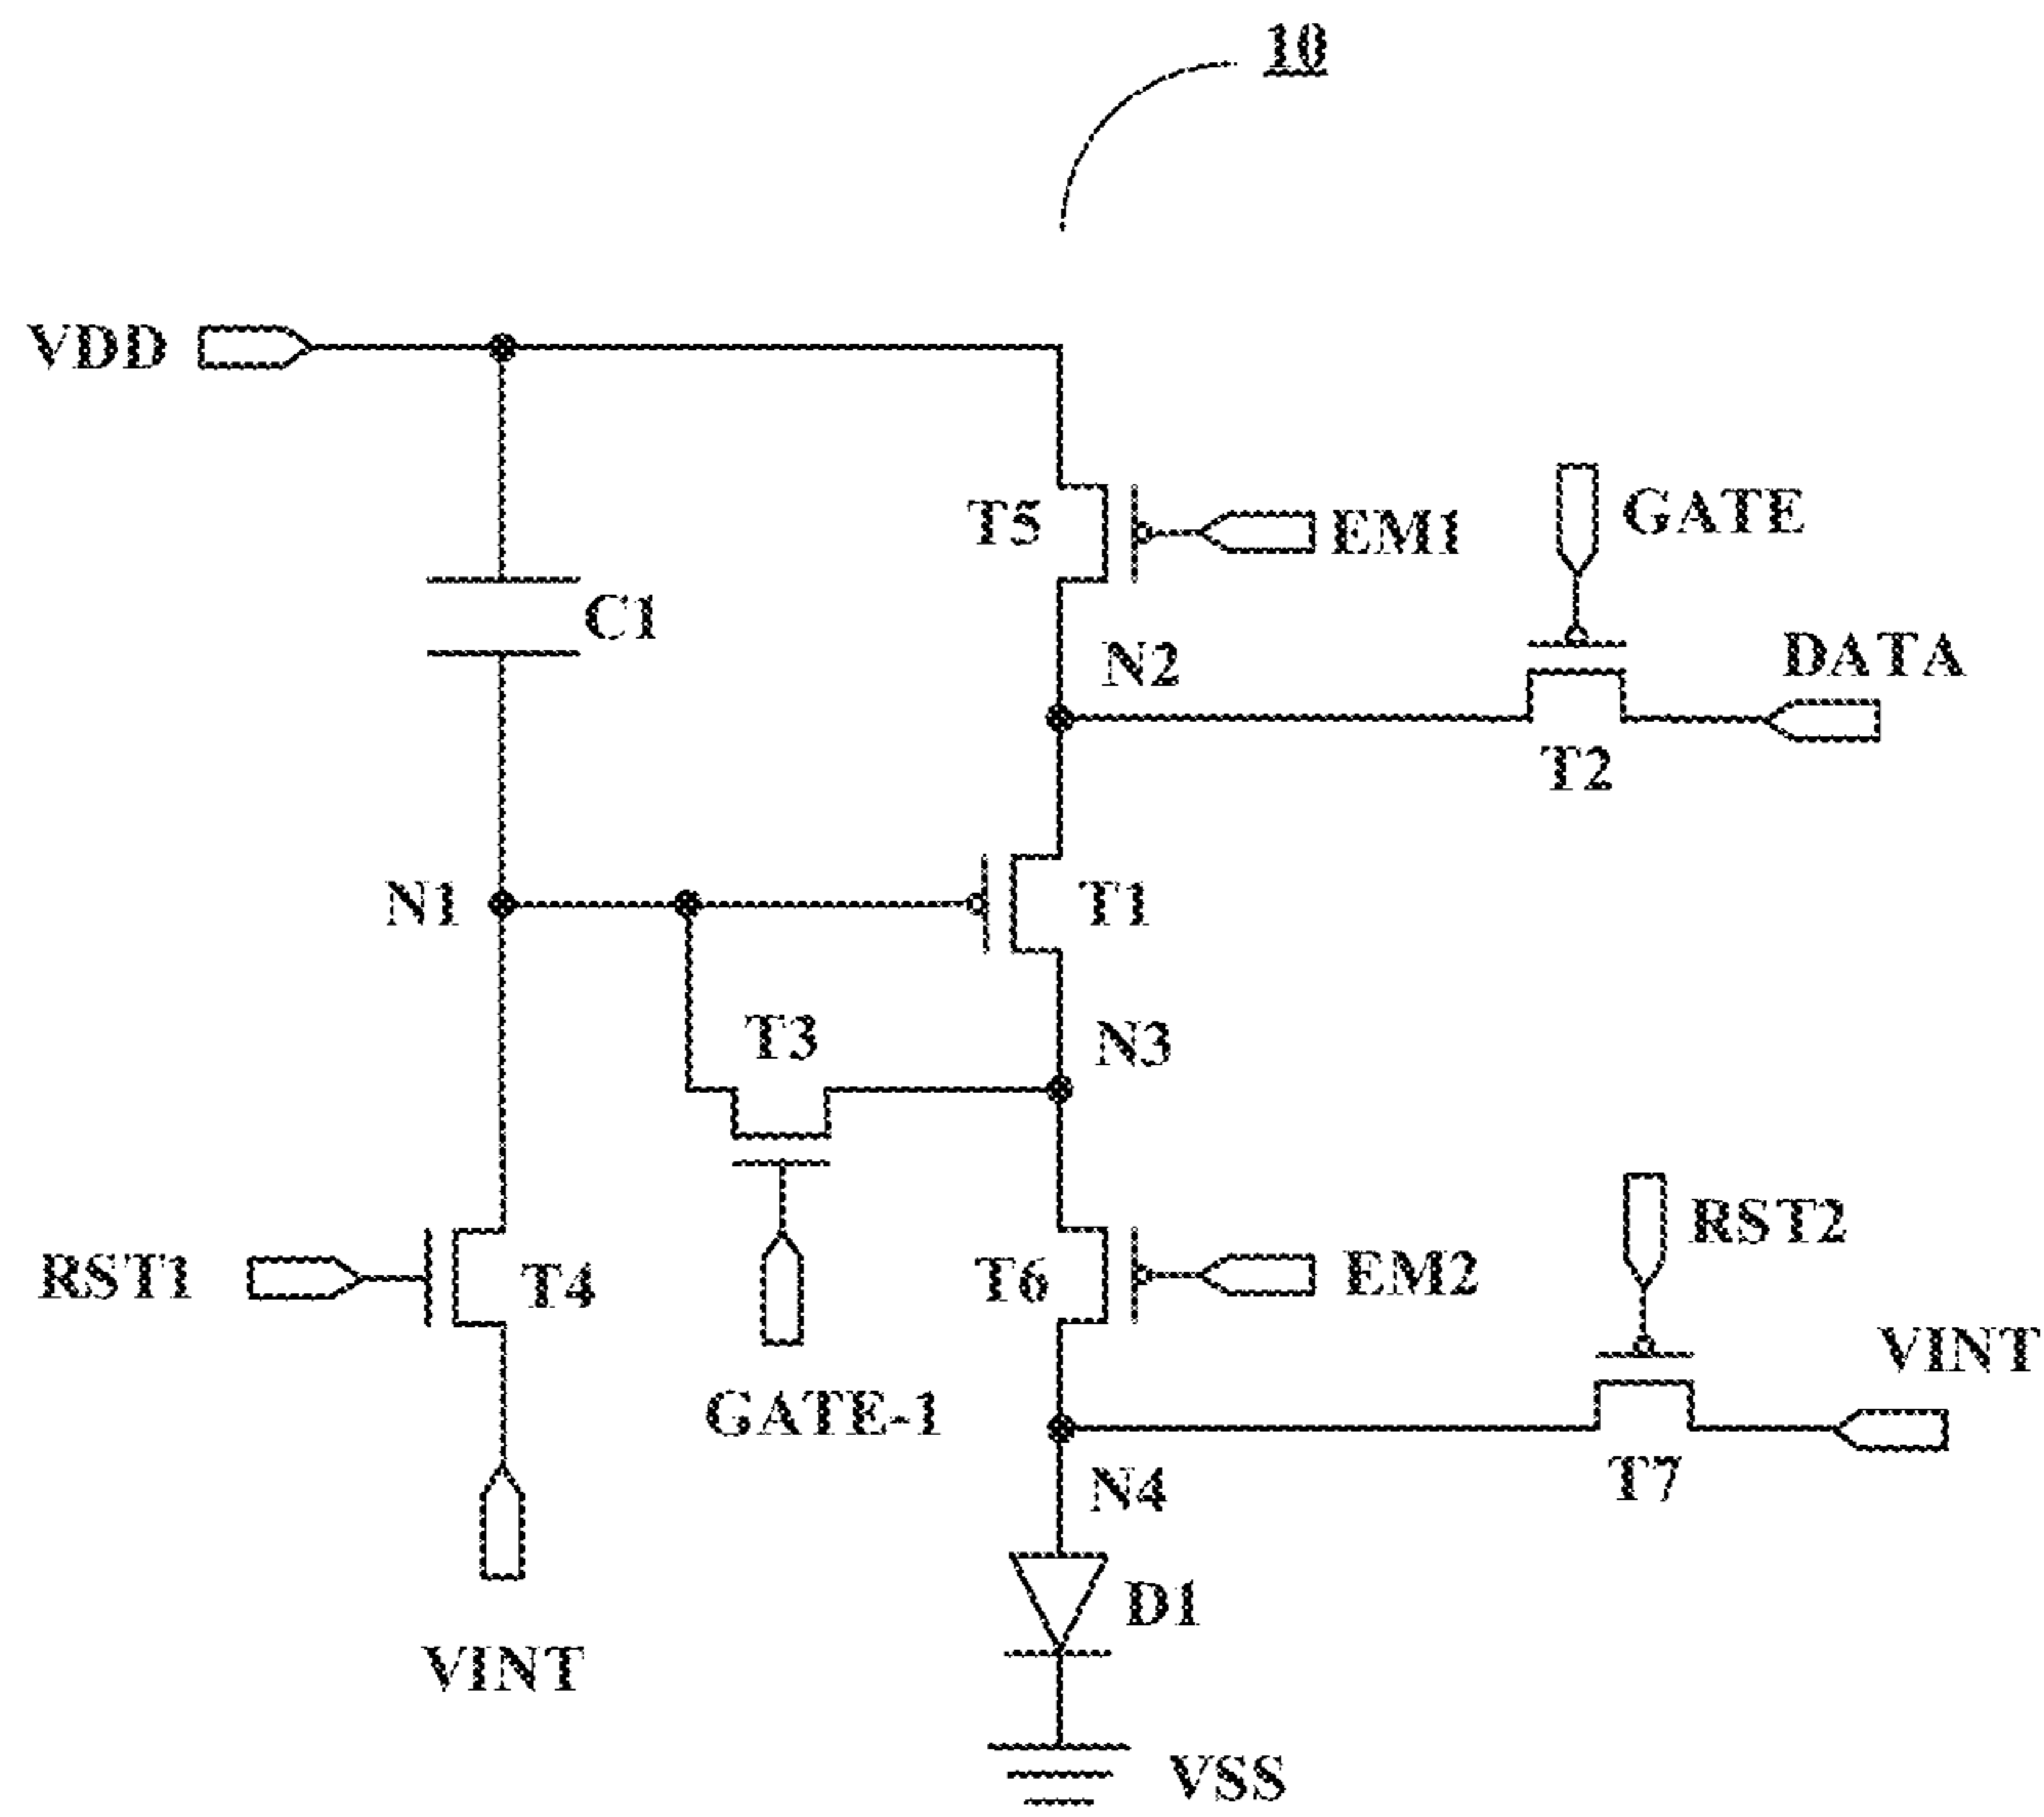 10
VDD
T5
EM1
GATE
C1
N2
DATA
T2
N1
T1
T3
N3
RST1
T4
T6
EM2
RST2
VINT
GATE-1
N4
T7
D1
VINT
VSS